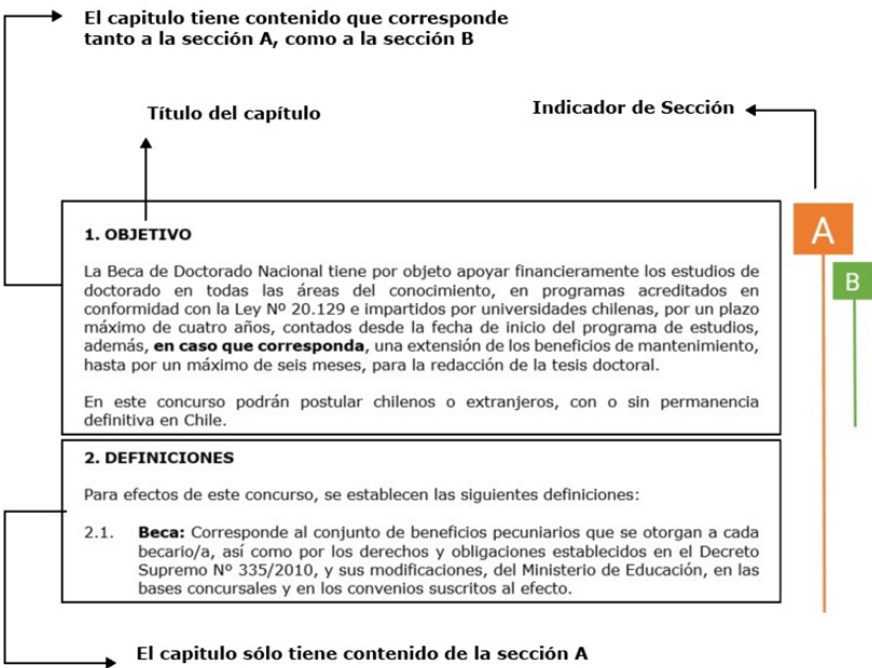 El capitulo tiene contenido que corresponde
tanto a la sección A, como a la sección B
Título del capítulo
Indicador de Sección
A
B
1. OBJETIVO
La Beca de Doctorado Nacional tiene por objeto apoyar financieramente los estudios de
doctorado en todas las áreas del conocimiento, en programas acreditados en
conformidad con la Ley Nº 20.129 e impartidos por universidades chilenas, por un plazo
máximo de cuatro años, contados desde la fecha de inicio del programa de estudios,
además, en caso que corresponda, una extensión de los beneficios de mantenimiento,
hasta por un máximo de seis meses, para la redacción de la tesis doctoral.
En este concurso podrán postular chilenos o extranjeros, con o sin permanencia
definitiva en Chile.
2. DEFINICIONES
Para efectos de este concurso, se establecen las siguientes definiciones:
2.1. Beca: Corresponde al conjunto de beneficios pecuniarios que se otorgan a cada
becario/a, así como por los derechos y obligaciones establecidos en el Decreto
Supremo Nº 335/2010, y sus modificaciones, del Ministerio de Educación, en las
bases concursales y en los convenios suscritos al efecto.
El capitulo sólo tiene contenido de la sección A